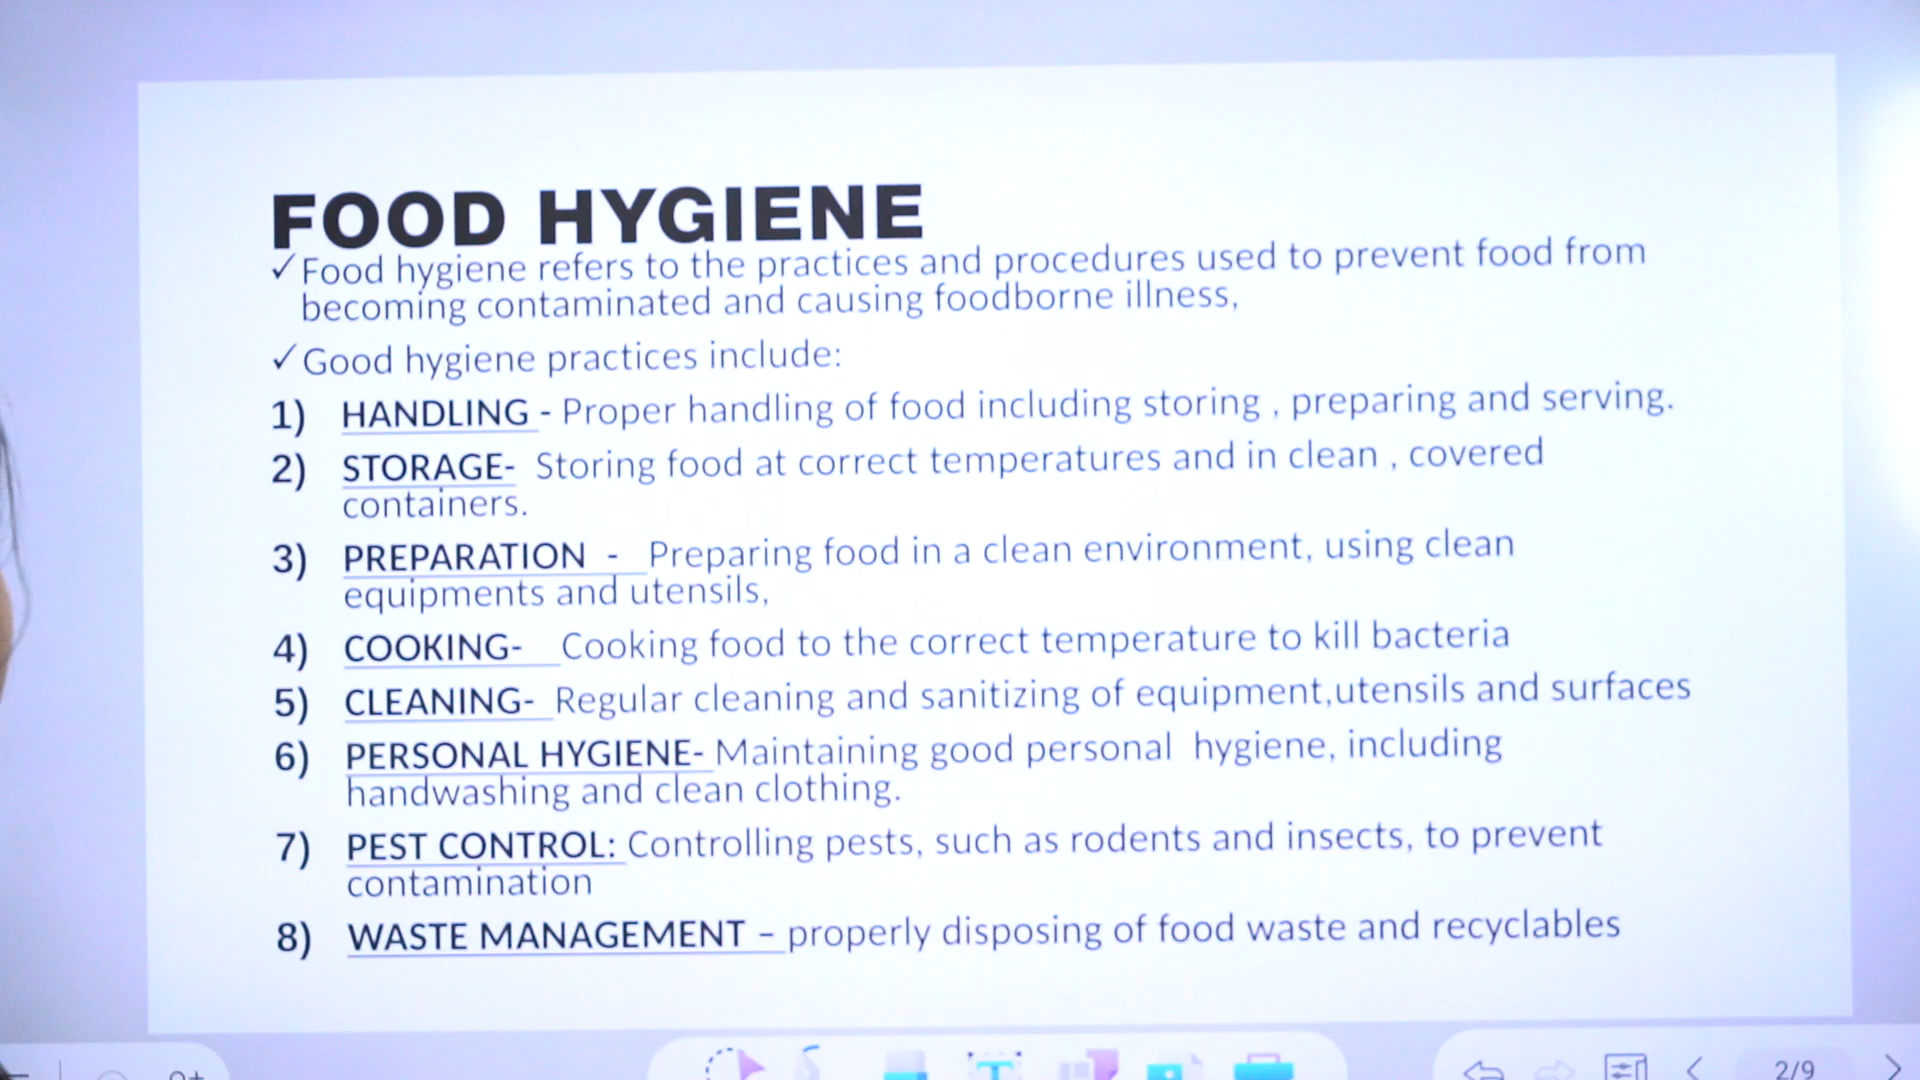 FOOD HYGIENE
✓Food hygiene refers to the practices and procedures used to prevent food from
becoming contaminated and causing foodborne illness,
✓Good hygiene practices include:
1) HANDLING - Proper handling of food including storing , preparing and serving.
2) STORAGE- Storing food at correct temperatures and in clean , covered
containers.
3) PREPARATION - Preparing food in a clean environment, using clean
equipments and utensils,
4) COOKING- Cooking food to the correct temperature to kill bacteria
5) CLEANING- Regular cleaning and sanitizing of equipment,utensils and surfaces
6) PERSONAL HYGIENE- Maintaining good personal hygiene, including
handwashing and clean clothing.
7) PEST CONTROL: Controlling pests, such as rodents and insects, to prevent
contamination
8) WASTE MANAGEMENT – properly disposing of food waste and recyclables
2/9